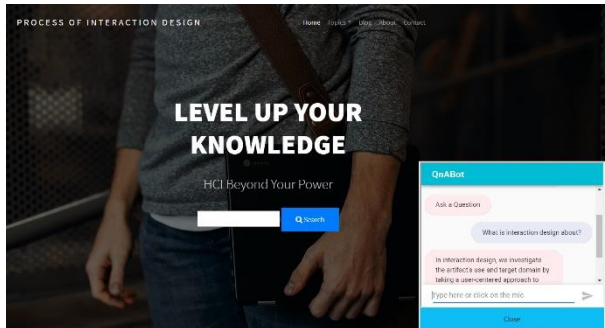 PROCESS OF INTERACTION DESIGN
Home Topics Blog About Contact
LEVEL UP YOUR
KNOWLEDGE
HCI Beyond Your Power
Search
QnABot
Ask a Question
What is interaction design about?
In interaction design, we investigate
the artifact's use and target domain by
taking a user-centered approach to
Type here or click on the mic
Close